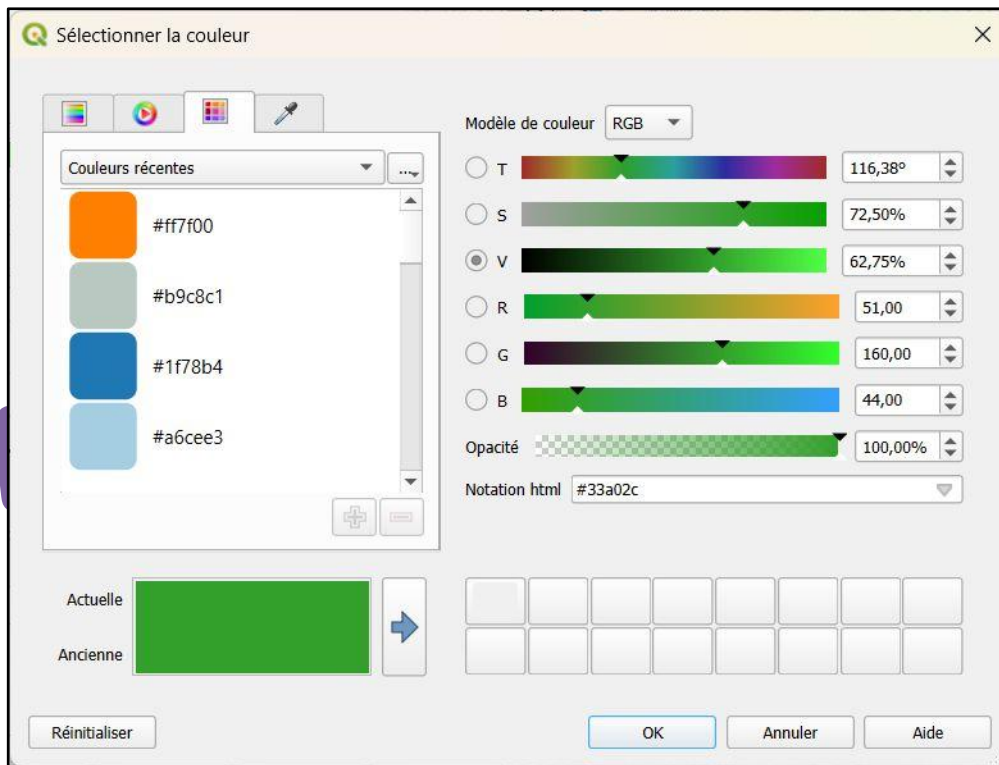 Sélectionner la couleur
Couleurs récentes
...
#ff7f00
#b9c8c1
#1f78b4
#a6cee3
Modèle de couleur RGB
T 116,38°
S 72,50%
V 62,75%
R 51,00
G 160,00
B 44,00
Opacité 100,00%
Notation html #33a02c
Actuelle
Ancienne
Réinitialiser OK Annuler Aide